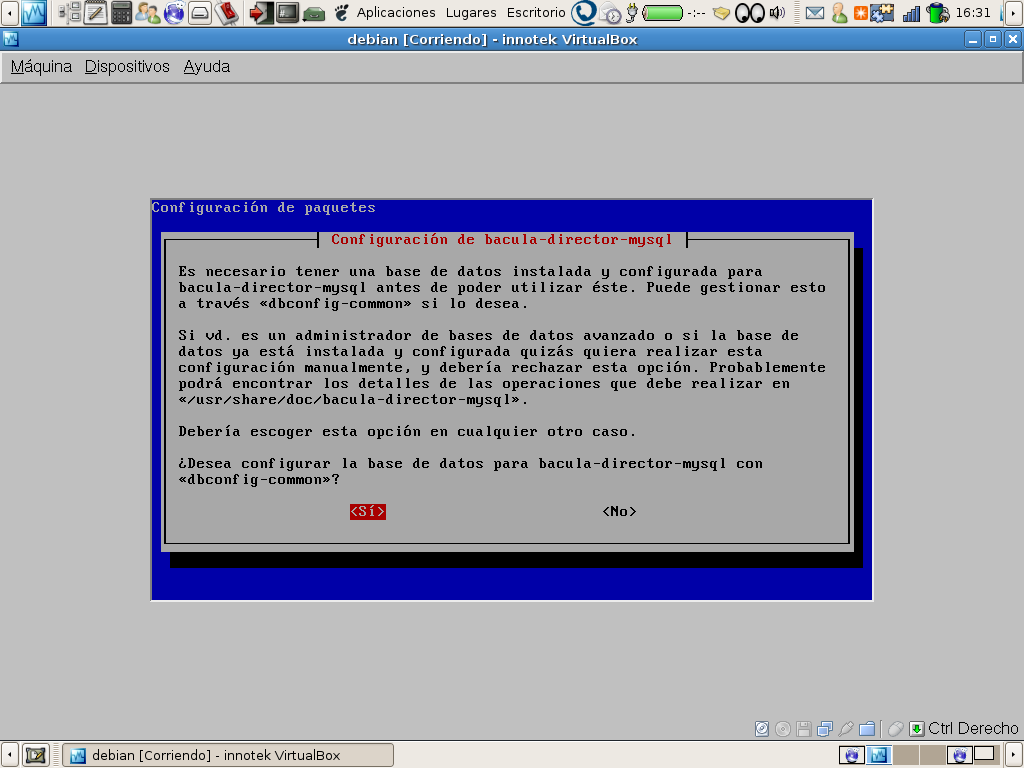 Aplicaciones Lugares Escritorio -:-- 16:31
debian [Corriendo] - innotek VirtualBox
Máquina Dispositivos Ayuda
Configuración de paquetes
Configuración de bacula-director-mysql
Es necesario tener una base de datos instalada y configurada para
bacula-director-mysql antes de poder utilizar éste. Puede gestionar esto
a través «dbconfig-common» si lo desea.
Si vd. es un administrador de bases de datos avanzado o si la base de
datos ya está instalada y configurada quizás quiera realizar esta
configuración manualmente, y debería rechazar esta opción. Probablemente
podrá encontrar los detalles de las operaciones que debe realizar en
«/usr/share/doc/bacula-director-mysql».
Debería escoger esta opción en cualquier otro caso.
¿Desea configurar la base de datos para bacula-director-mysql con
«dbconfig-common»?
<Sí> <No>
Ctrl Derecho
debian [Corriendo] - innotek VirtualBox